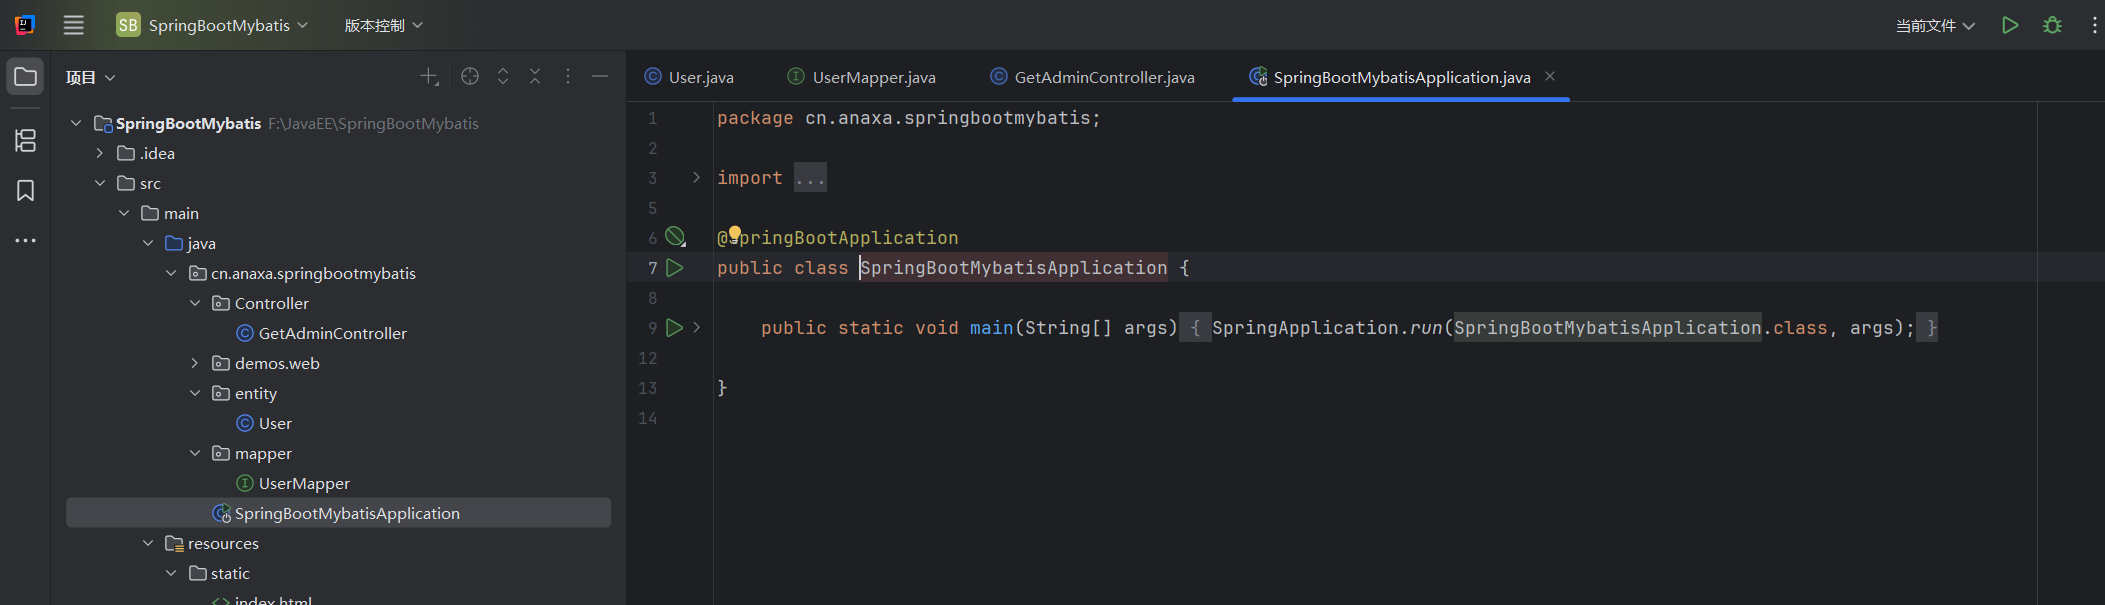 SB SpringBootMybatis 版本控制 当前文件
项目
User.java UserMapper.java GetAdminController.java SpringBootMybatisApplication.java
SpringBootMybatis F:\JavaEE\SpringBootMybatis
.idea
src
main
java
cn.anaxa.springbootmybatis
Controller
GetAdminController
demos.web
entity
User
mapper
UserMapper
SpringBootMybatisApplication
resources
static
index.html
1 package cn.anaxa.springbootmybatis;
2
3 import ...
5
6 @SpringBootApplication
7 public class SpringBootMybatisApplication {
8
9 public static void main(String[] args) { SpringApplication.run(SpringBootMybatisApplication.class, args); }
12
13 }
14